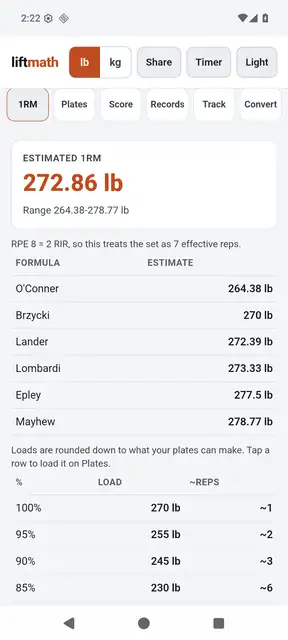 2:22
liftmath lb kg Share Timer Light
1RM Plates Score Records Track Convert
ESTIMATED 1RM
272.86 lb
Range 264.38-278.77 lb
RPE 8 = 2 RIR, so this treats the set as 7 effective reps.
FORMULA ESTIMATE
O'Conner 264.38 lb
Brzycki 270 lb
Lander 272.39 lb
Lombardi 273.33 lb
Epley 277.5 lb
Mayhew 278.77 lb
Loads are rounded down to what your plates can make. Tap a
row to load it on Plates.
% LOAD ~REPS
100% 270 lb ~1
95% 255 lb ~2
90% 245 lb ~3
85% 230 lb ~6